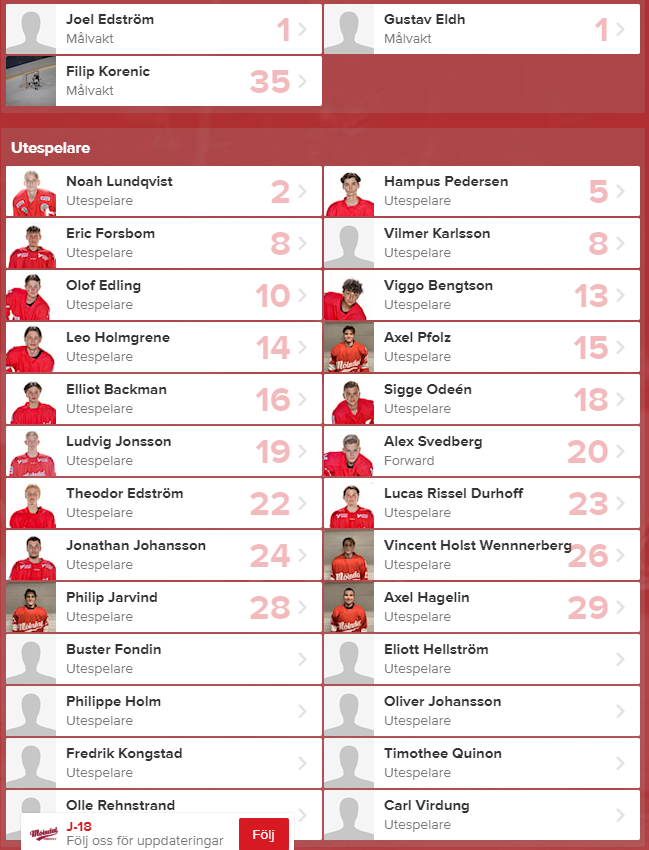 Joel Edström
Målvakt
1
Gustav Eldh
Målvakt
1
Filip Korenic
Målvakt
35
Utespelare
Noah Lundqvist
Utespelare
2
Hampus Pedersen
Utespelare
5
Eric Forsbom
Utespelare
8
Vilmer Karlsson
Utespelare
8
Olof Edling
Utespelare
10
Viggo Bengtson
Utespelare
13
Leo Holmgrene
Utespelare
14
Axel Pfolz
Utespelare
15
Elliot Backman
Utespelare
16
Sigge Odeén
Utespelare
18
Ludvig Jonsson
Utespelare
19
Alex Svedberg
Forward
20
Theodor Edström
Utespelare
22
Lucas Rissel Durhoff
Utespelare
23
Jonathan Johansson
Utespelare
24
Vincent Holst Wennnerberg
Utespelare
26
Philip Jarvind
Utespelare
28
Axel Hagelin
Utespelare
29
Buster Fondin
Utespelare
Eliott Hellström
Utespelare
Philippe Holm
Utespelare
Oliver Johansson
Utespelare
Fredrik Kongstad
Utespelare
Timothee Quinon
Utespelare
Olle Rehnstrand
Carl Virdung
Utespelare
Mölndal
J-18
Följ oss för uppdateringar
Följ